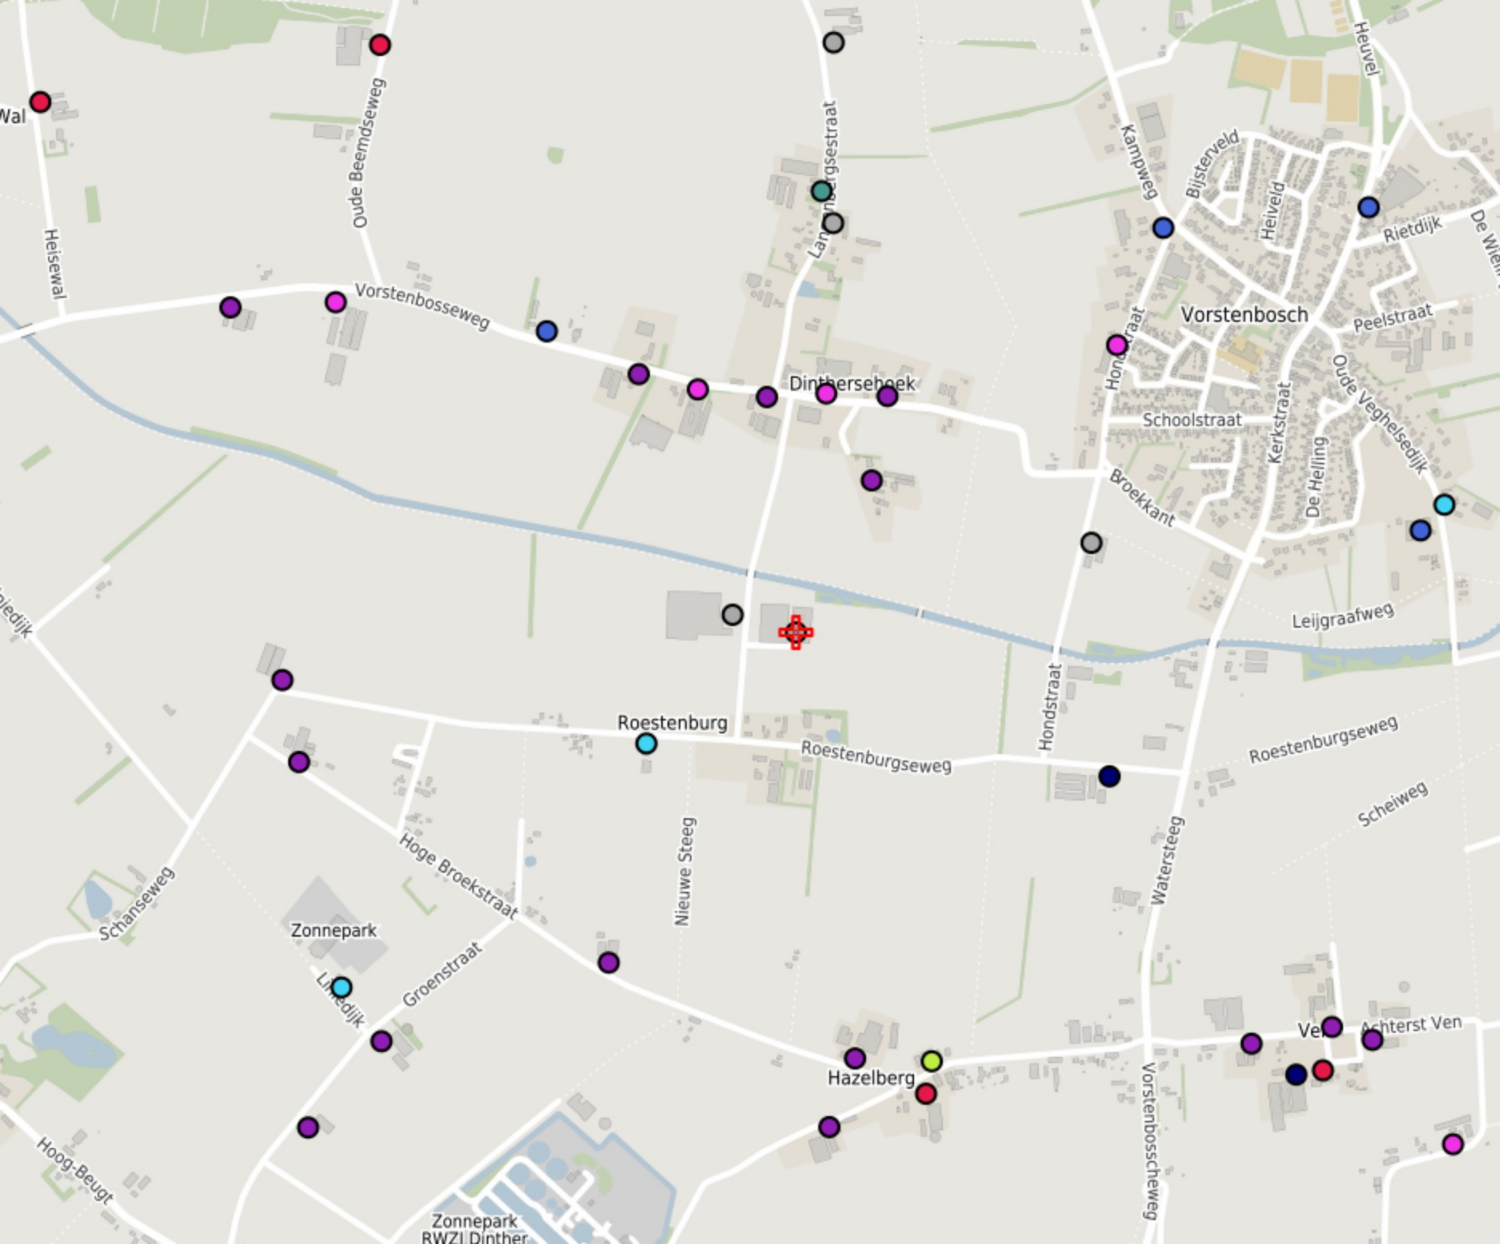 Heuvel
Wal
Oude Beemdseweg
Kampweg
Bijsterveld
Heiveld
Rietdijk
Heisewal
Vorstenbosseweg
Vorstenbosch
Peelstraat
Dinthersehoek
Schoolstraat
Kerkstraat
De Helling
Oude Veghelsedijk
Broekkant
Leijgraafweg
Hondstraat
Roestenburg
Roestenburgseweg
Roestenburgseweg
Scheiweg
Nieuwe Steeg
Watersteeg
Hoge Broekstraat
Schanseweg
Zonnepark
Groenstraat
Liniedijk
Achterst Ven
Hazelberg
Vorstenbosscheweg
Hoog-Beugt
Zonnepark
RWZI Dinther